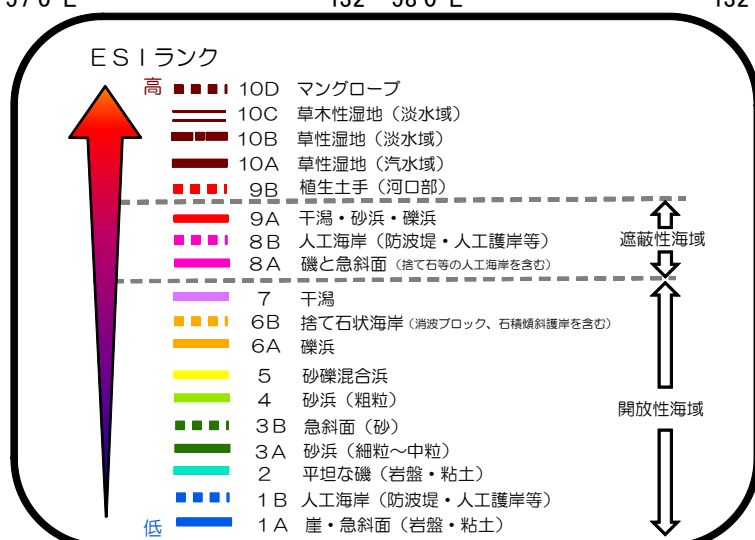 132° 58'0"E
132
ＥＳＩランク
高 10D マングローブ
10C 草木性湿地（淡水域）
10B 草性湿地（淡水域）
10A 草性湿地（汽水域）
9B 植生土手（河口部）
9A 干潟・砂浜・礫浜
8B 人工海岸（防波堤・人工護岸等）
遮蔽性海域
8A 磯と急斜面（捨て石等の人工海岸を含む）
7 干潟
6B 捨て石状海岸（消波ブロック、石積傾斜護岸を含む）
6A 礫浜
5 砂礫混合浜
4 砂浜（粗粒）
開放性海域
3B 急斜面（砂）
3A 砂浜（細粒～中粒）
2 平坦な磯（岩盤・粘土）
1B 人工海岸（防波堤・人工護岸等）
低 1A 崖・急斜面（岩盤・粘土）